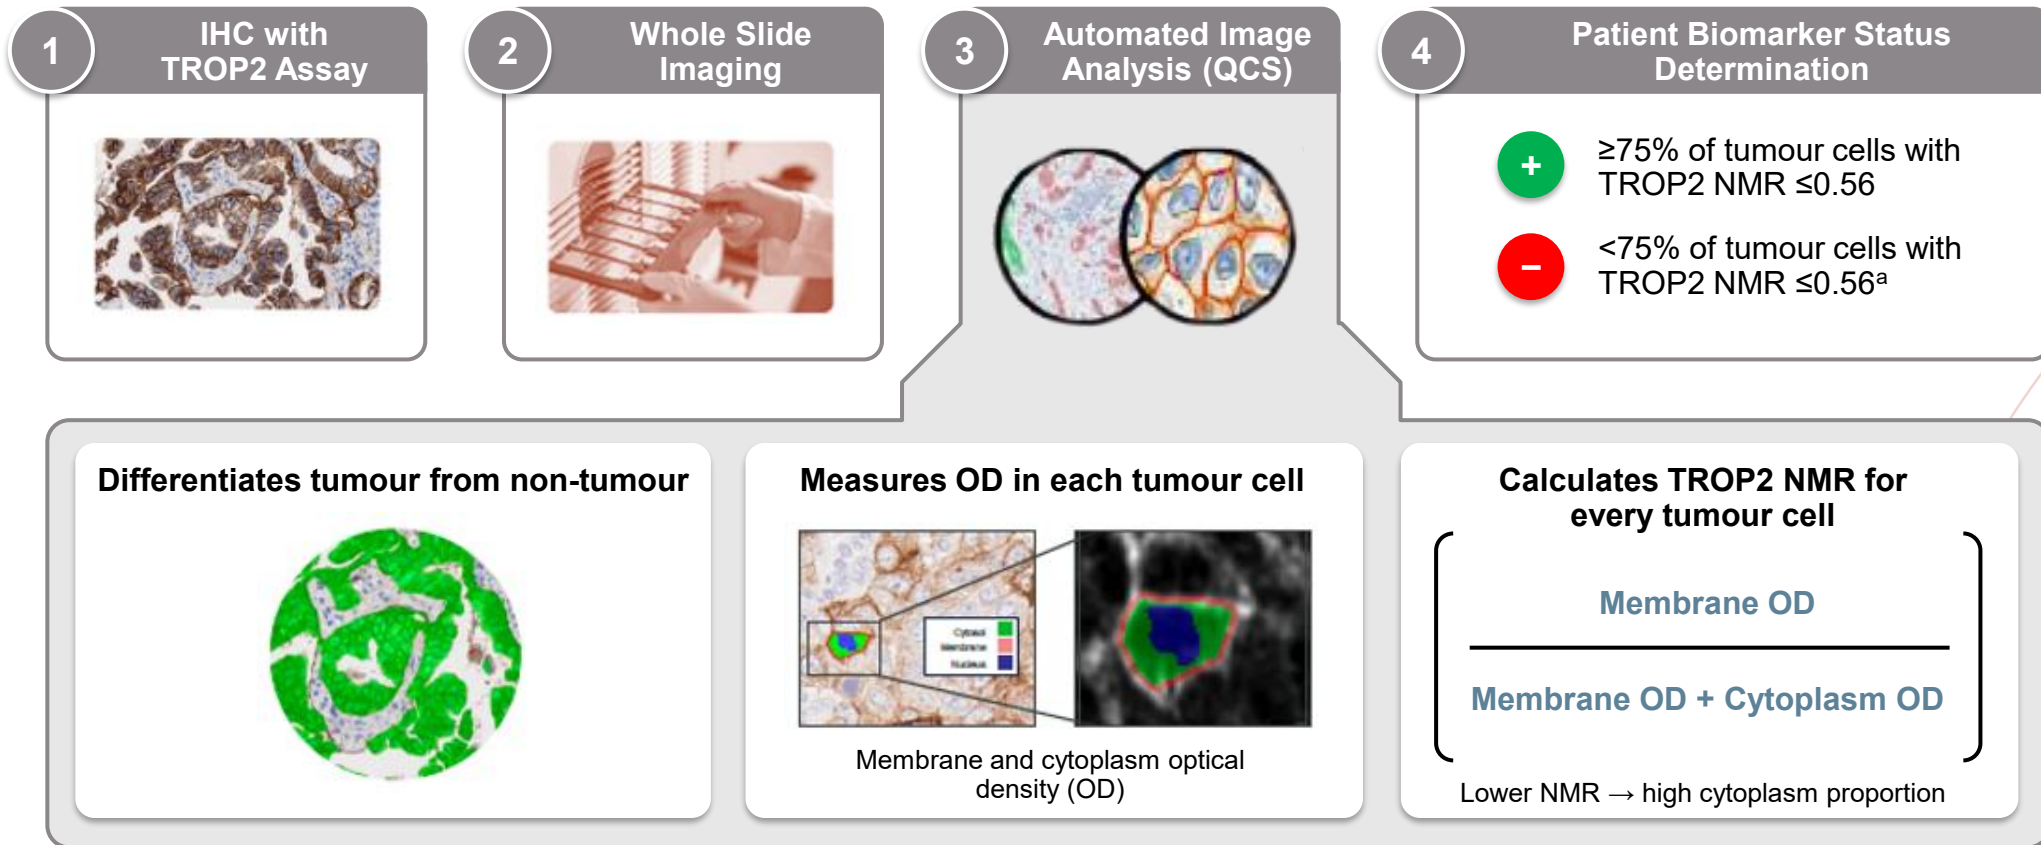 1
IHC with
TROP2 Assay
2
Whole Slide
Imaging
3
Automated Image
Analysis (QCS)
4
Patient Biomarker Status
Determination
+
≥75% of tumour cells with
TROP2 NMR ≤0.56
−
<75% of tumour cells with
TROP2 NMR ≤0.56ᵃ
Differentiates tumour from non-tumour
Measures OD in each tumour cell
Cytosol
Membrane
Nucleus
Membrane and cytoplasm optical
density (OD)
Calculates TROP2 NMR for
every tumour cell
Membrane OD
Membrane OD + Cytoplasm OD
Lower NMR → high cytoplasm proportion